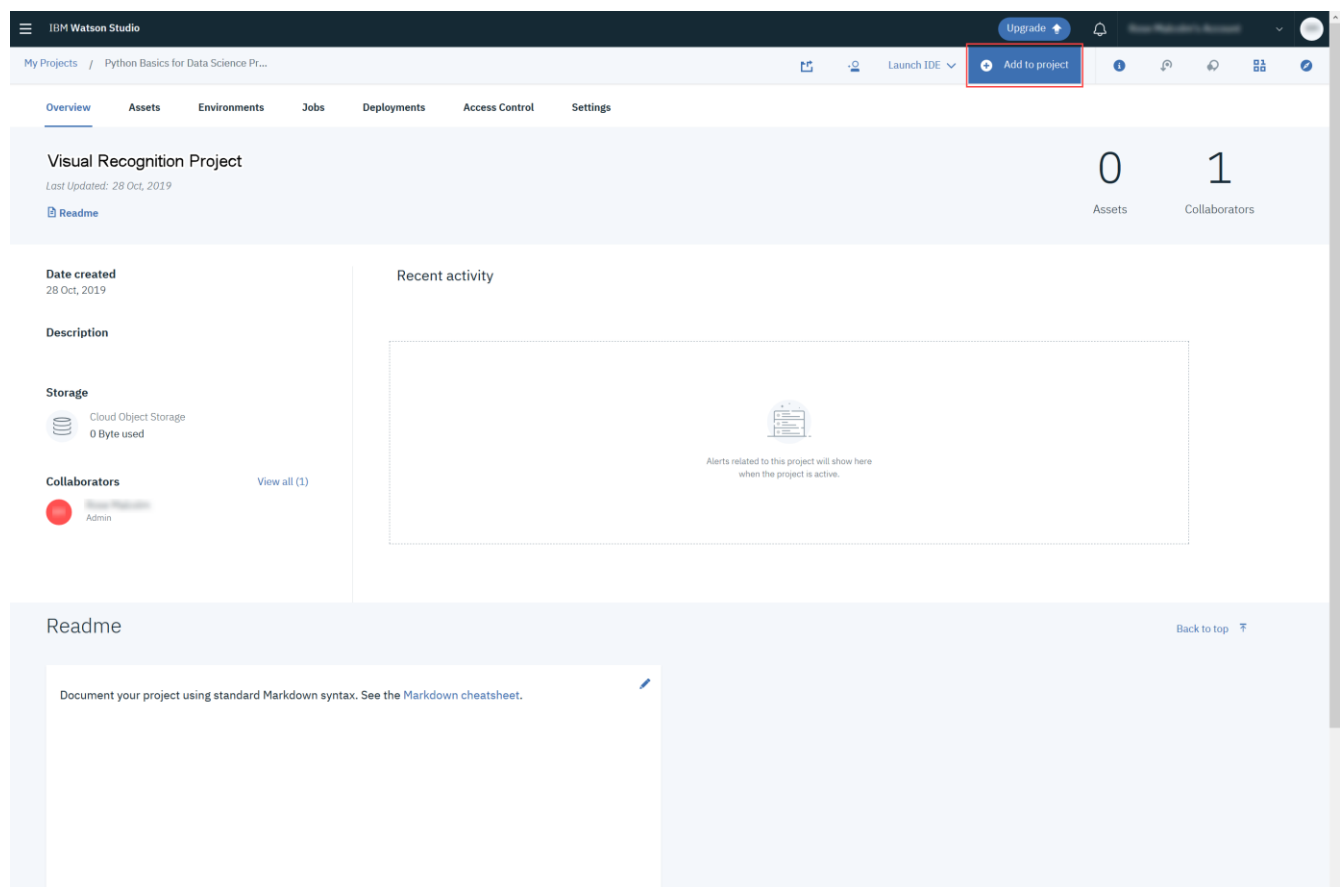 IBM Watson Studio
Upgrade
My Projects / Python Basics for Data Science Pr...
Launch IDE
Add to project
Overview Assets Environments Jobs Deployments Access Control Settings
Visual Recognition Project
Last Updated: 28 Oct, 2019
Readme
0
Assets
1
Collaborators
Date created
28 Oct, 2019
Description
Storage
Cloud Object Storage
0 Byte used
Collaborators
View all (1)
Admin
Recent activity
Alerts related to this project will show here
when the project is active.
Readme
Back to top
Document your project using standard Markdown syntax. See the Markdown cheatsheet.